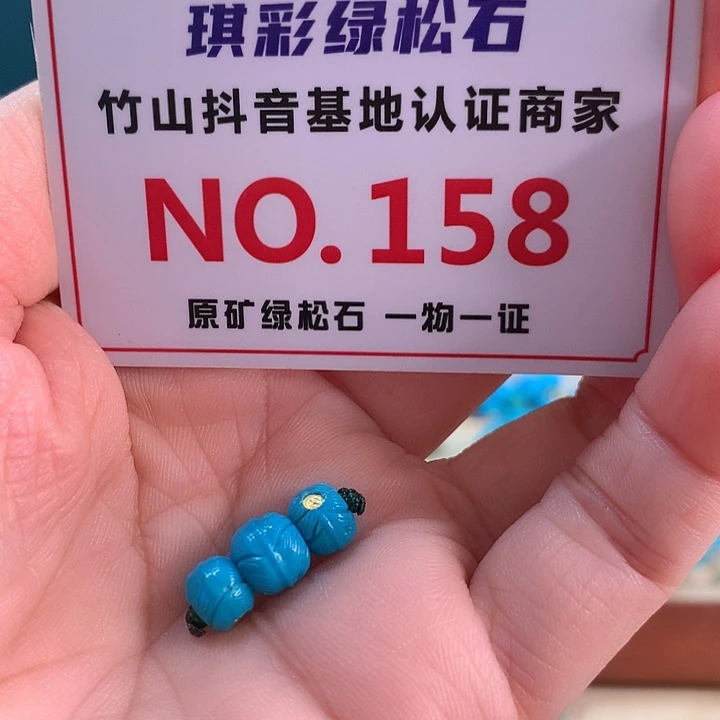 琪彩绿松石
竹山抖音基地认证商家
NO.158
原矿绿松石 一物一证